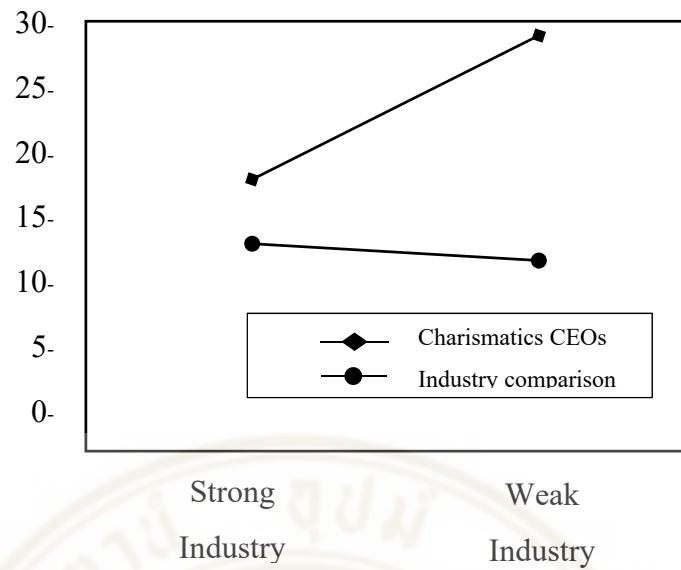 30-
25-
20-
15-
10-
5-
0-
Charismatics CEOs
Industry comparison
Strong Weak
Industry Industry